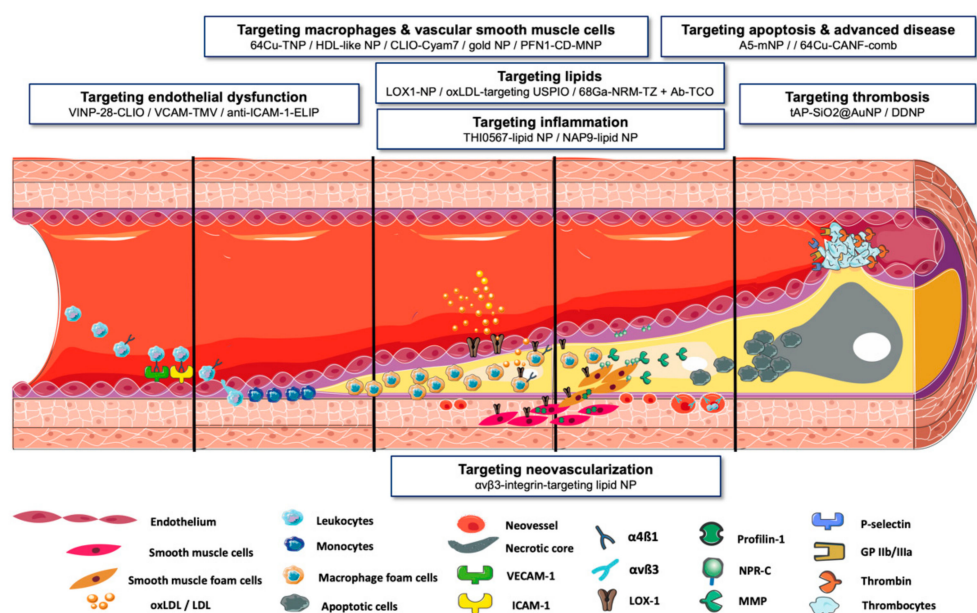 Targeting macrophages & vascular smooth muscle cells
64Cu-TNP / HDL-like NP / CLIO-Cyam7 / gold NP / PFN1-CD-MNP
Targeting apoptosis & advanced disease
A5-mNP / / 64Cu-CANF-comb
Targeting lipids
LOX1-NP / oxLDL-targeting USPIO / 68Ga-NRM-TZ + Ab-TCO
Targeting endothelial dysfunction
VINP-28-CLIO / VCAM-TMV / anti-ICAM-1-ELIP
Targeting thrombosis
tAP-SiO2@AuNP / DDNP
Targeting inflammation
THI0567-lipid NP / NAP9-lipid NP
Targeting neovascularization
αvβ3-integrin-targeting lipid NP
Endothelium
Smooth muscle cells
Smooth muscle foam cells
oxLDL / LDL
Leukocytes
Monocytes
Macrophage foam cells
Apoptotic cells
Neovessel
Necrotic core
VECAM-1
ICAM-1
α4ß1
αvß3
LOX-1
Profilin-1
NPR-C
MMP
P-selectin
GP IIb/IIIa
Thrombin
Thrombocytes